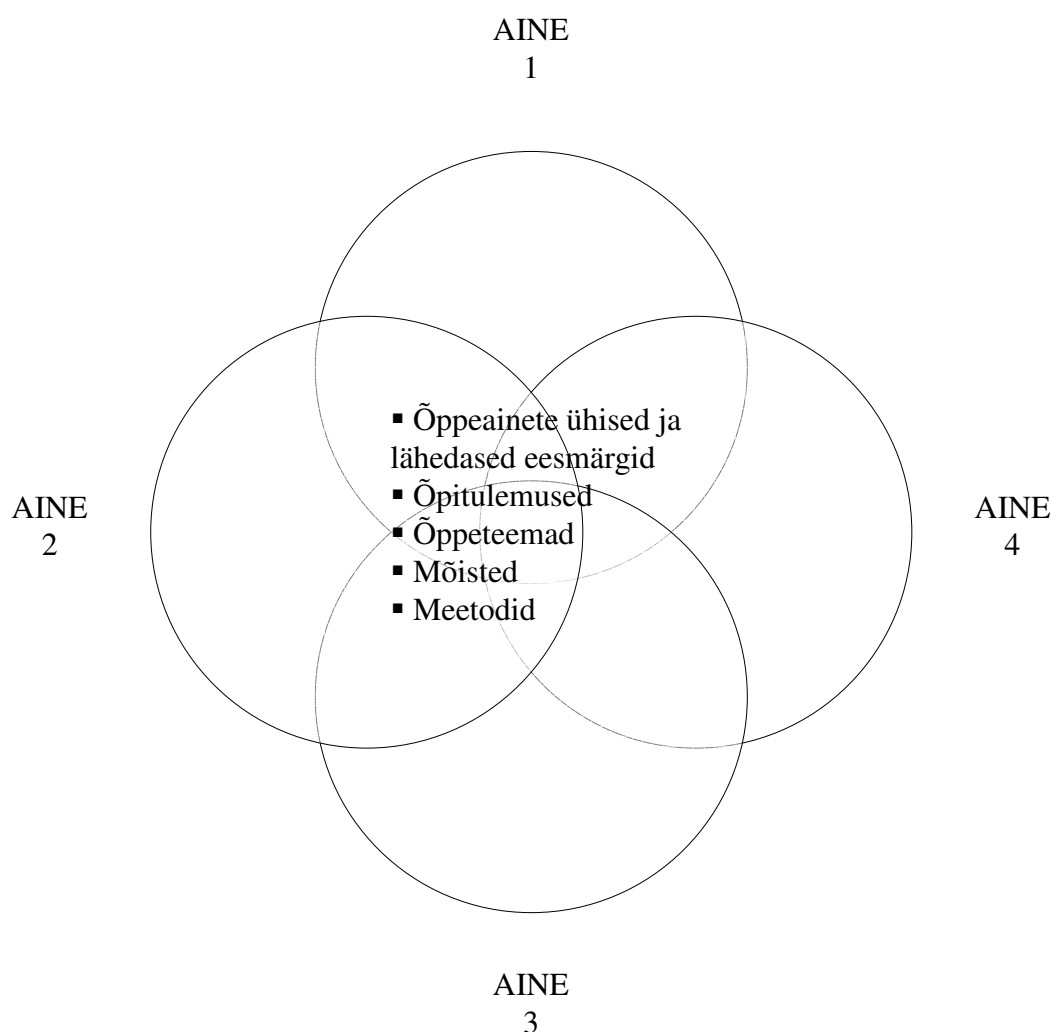 AINE
1
▪ Õppeainete ühised ja
lähedased eesmärgid
▪ Õpitulemused
▪ Õppeteemad
▪ Mõisted
▪ Meetodid
AINE
2
AINE
4
AINE
3